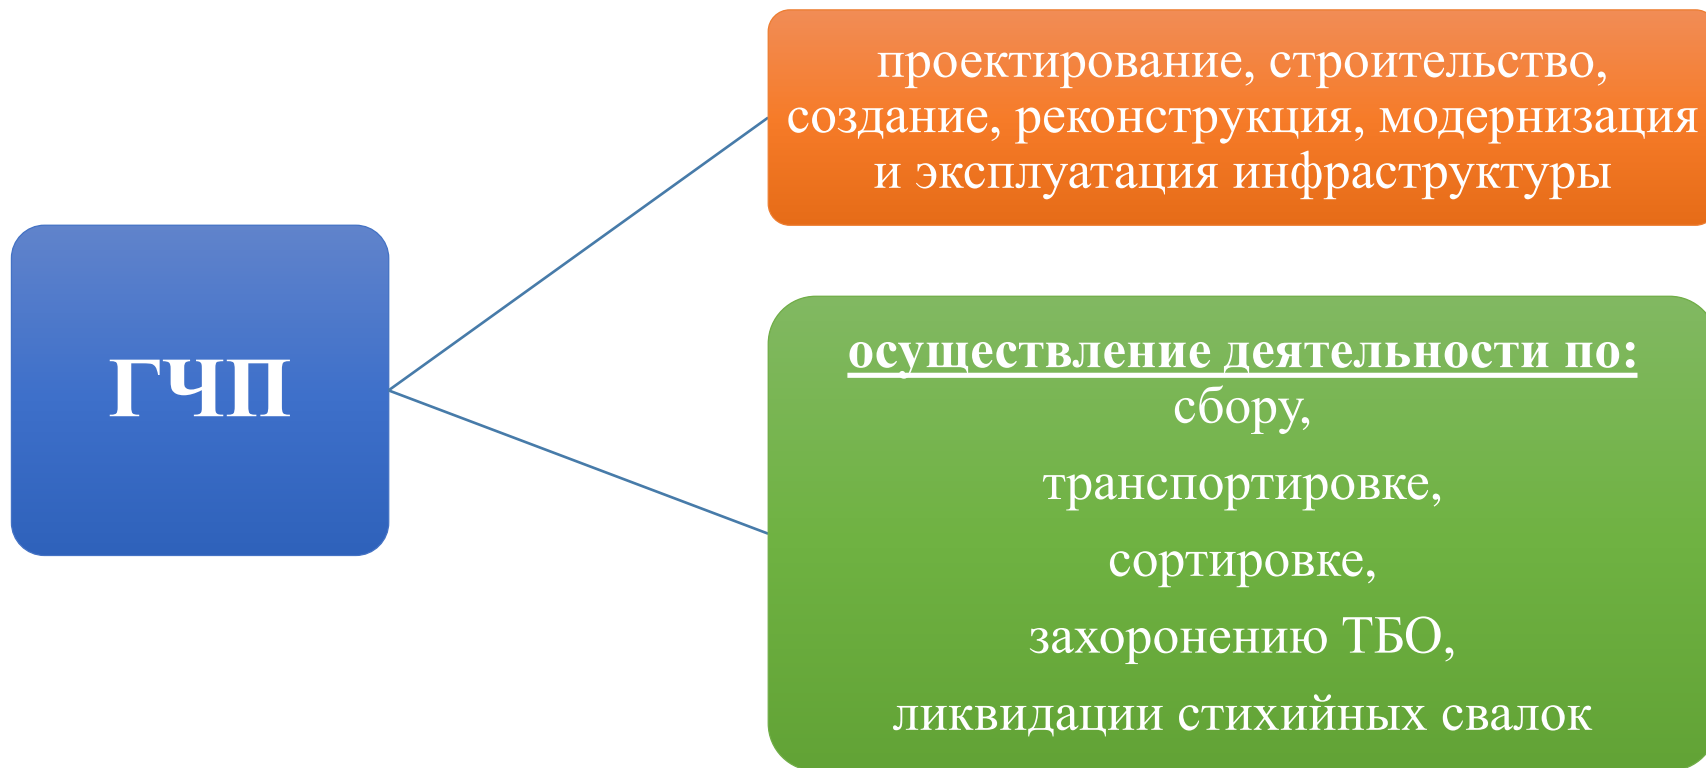 ГЧП
проектирование, строительство,
создание, реконструкция, модернизация
и эксплуатация инфраструктуры
осуществление деятельности по:
сбору,
транспортировке,
сортировке,
захоронению ТБО,
ликвидации стихийных свалок